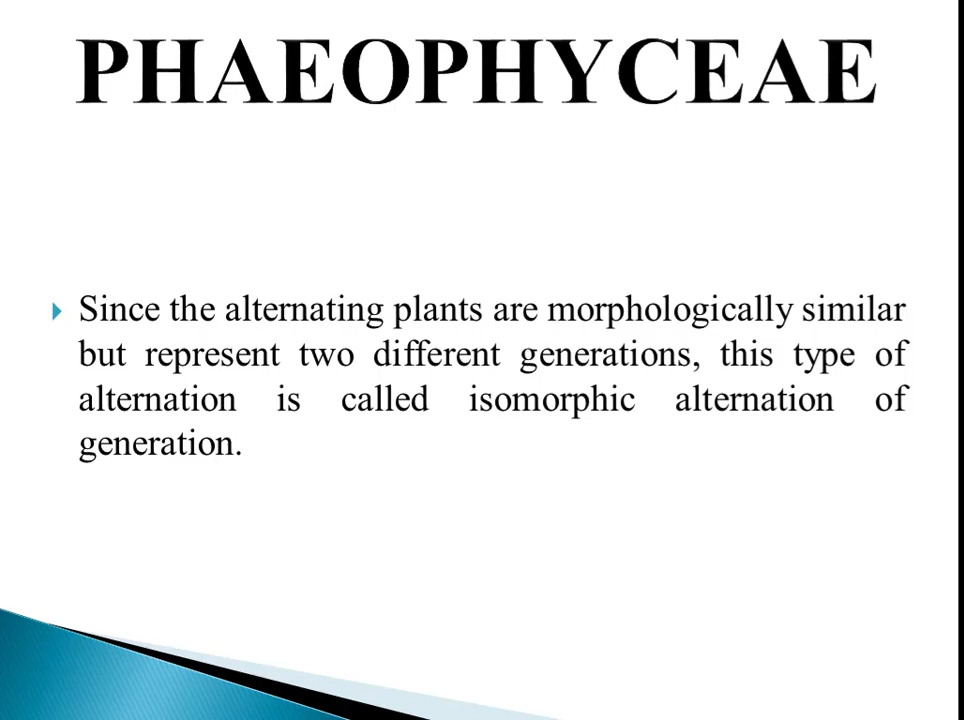 PHAEOPHYCEAE
Since the alternating plants are morphologically similar
but represent two different generations, this type of
alternation is called isomorphic alternation of
generation.